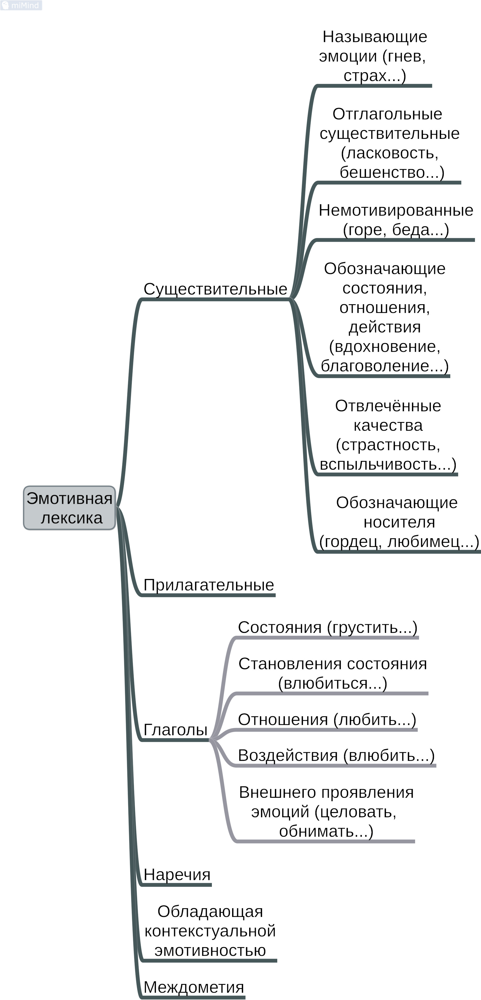 miMind
Называющие
эмоции (гнев,
страх...)
Отглагольные
существительные
(ласковость,
бешенство...)
Немотивированные
(горе, беда...)
Существительные
Обозначающие
состояния,
отношения,
действия
(вдохновение,
благоволение...)
Отвлечённые
качества
(страстность,
вспыльчивость...)
Обозначающие
носителя
(гордец, любимец...)
Эмотивная
лексика
Прилагательные
Глаголы
Состояния (грустить...)
Становления состояния
(влюбиться...)
Отношения (любить...)
Воздействия (влюбить...)
Внешнего проявления
эмоций (целовать,
обнимать...)
Наречия
Обладающая
контекстуальной
эмотивностью
Междометия